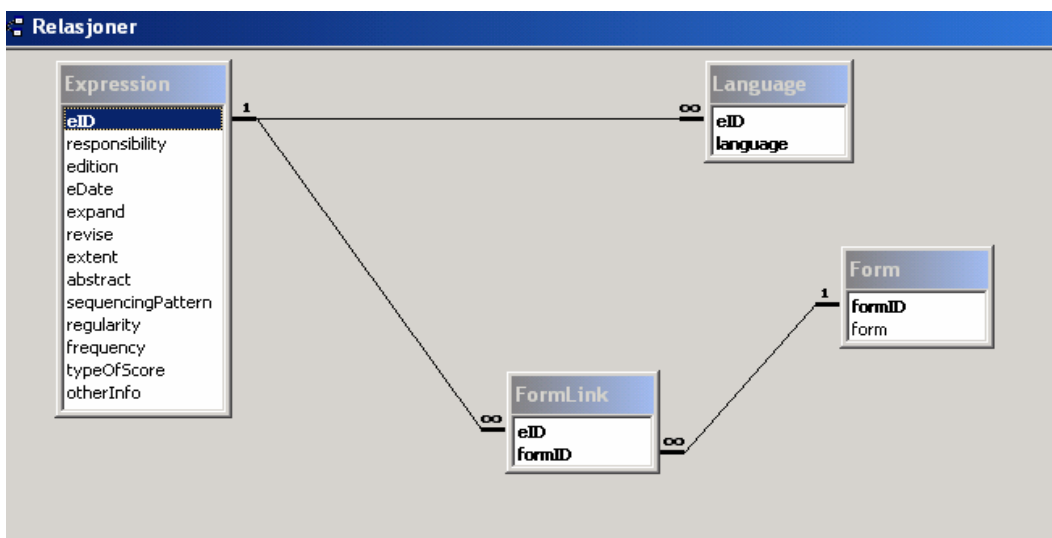 Relasjoner
Expression
eID
responsibility
edition
eDate
expand
revise
extent
abstract
sequencingPattern
regularity
frequency
typeOfScore
otherInfo
1
∞
Language
eID
language
Form
formID
form
1
FormLink
eID
formID
∞
∞